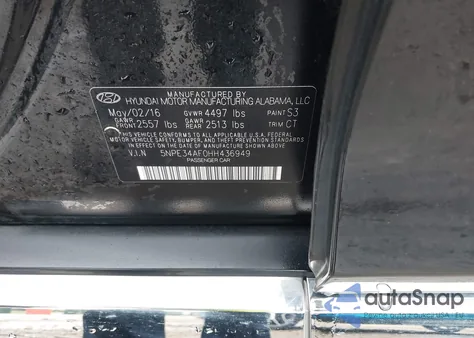 HYUNDAI MOTOR MANUFACTURING ALABAMA, LLC
May/02/16 GVWR 4497 lbs PAINT S3
GAWR FRONT 2557 lbs GAWR REAR 2513 lbs TRIM CT
THIS VEHICLE CONFORMS TO ALL APPLICABLE U.S. FEDERAL
MOTOR VEHICLE SAFETY, BUMPER, AND THEFT PREVENTION
STANDARDS IN EFFECT ON THE DATE OF MANUFACTURE
SHOWN ABOVE
V.I.N 5NPE34AF0HH436949
PASSENGER CAR
autoSnap